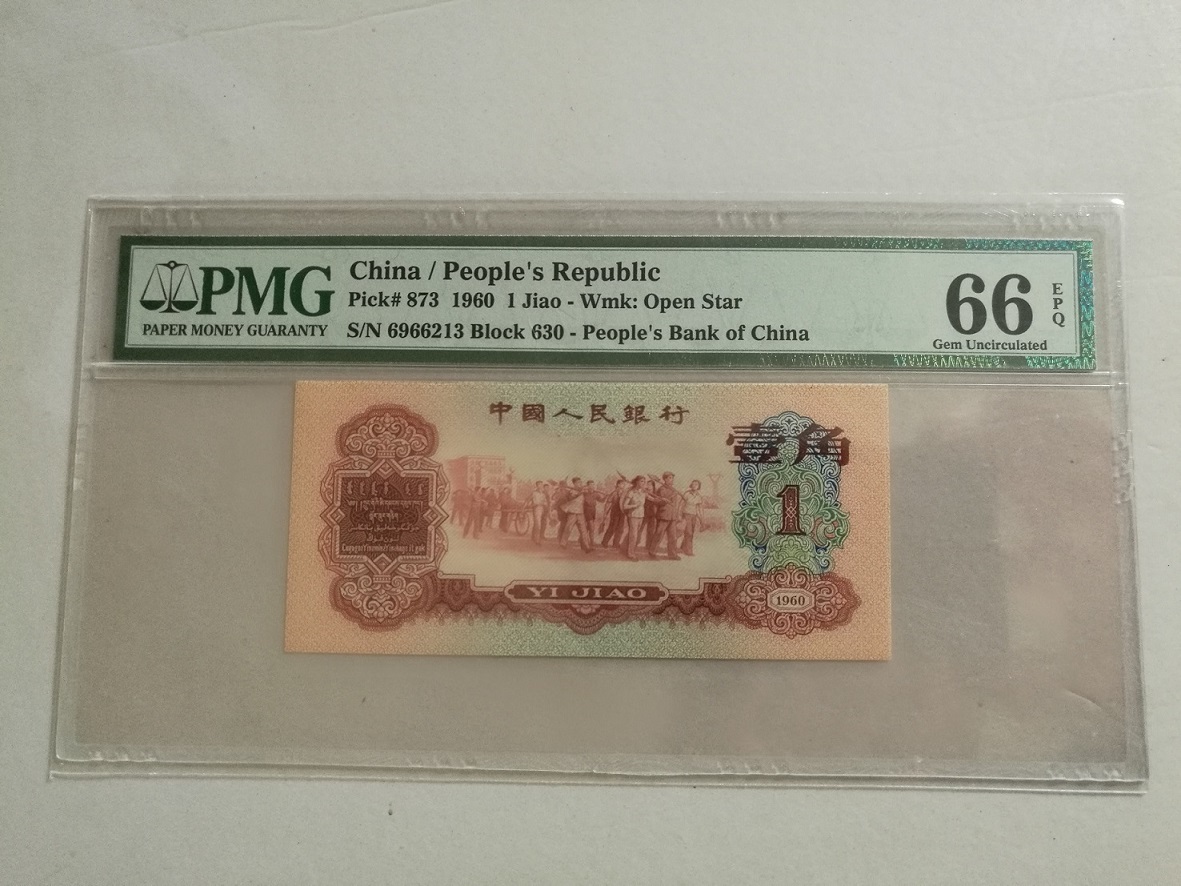 PMG
PAPER MONEY GUARANTY
China / People's Republic
Pick# 873 1960 1 Jiao - Wmk: Open Star
S/N 6966213 Block 630 - People's Bank of China
66
EPQ
Gem Uncirculated
中國人民銀行
壹角
1
YI JIAO
1960